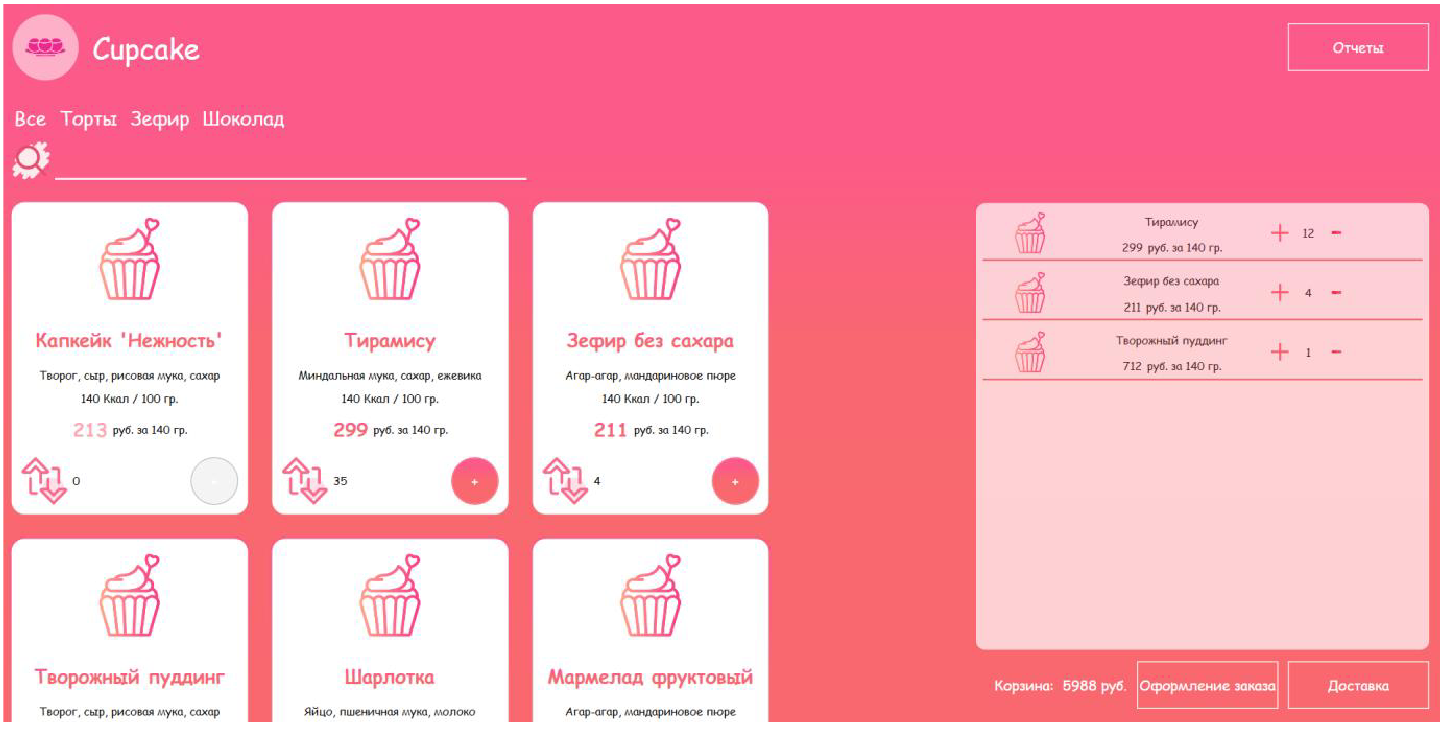 Cupcake
Отчеты
Все Торты Зефир Шоколад
Капкейк "Нежность"
Творог, сыр, рисовая мука, сахар
140 Ккал / 100 гр.
213 руб. за 140 гр.
0
+
Тирамису
Миндальная мука, сахар, ежевика
140 Ккал / 100 гр.
299 руб. за 140 гр.
35
+
Зефир без сахара
Агар-агар, мандариновое пюре
140 Ккал / 100 гр.
211 руб. за 140 гр.
4
+
Творожный пуддинг
Творог, сыр, рисовая мука, сахар
Шарлотка
Яйцо, пшеничная мука, молоко
Мармелад фруктовый
Агар-агар, мандариновое пюре
Тирамису
299 руб. за 140 гр.
+ 12 -
Зефир без сахара
211 руб. за 140 гр.
+ 4 -
Творожный пуддинг
712 руб. за 140 гр.
+ 1 -
Корзина: 5988 руб.
Оформление заказа
Доставка